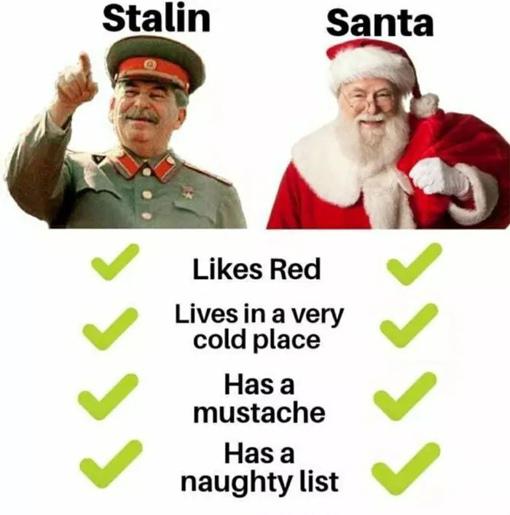 Stalin
Santa
Likes Red
Lives in a very
cold place
Has a
mustache
Has a
naughty list